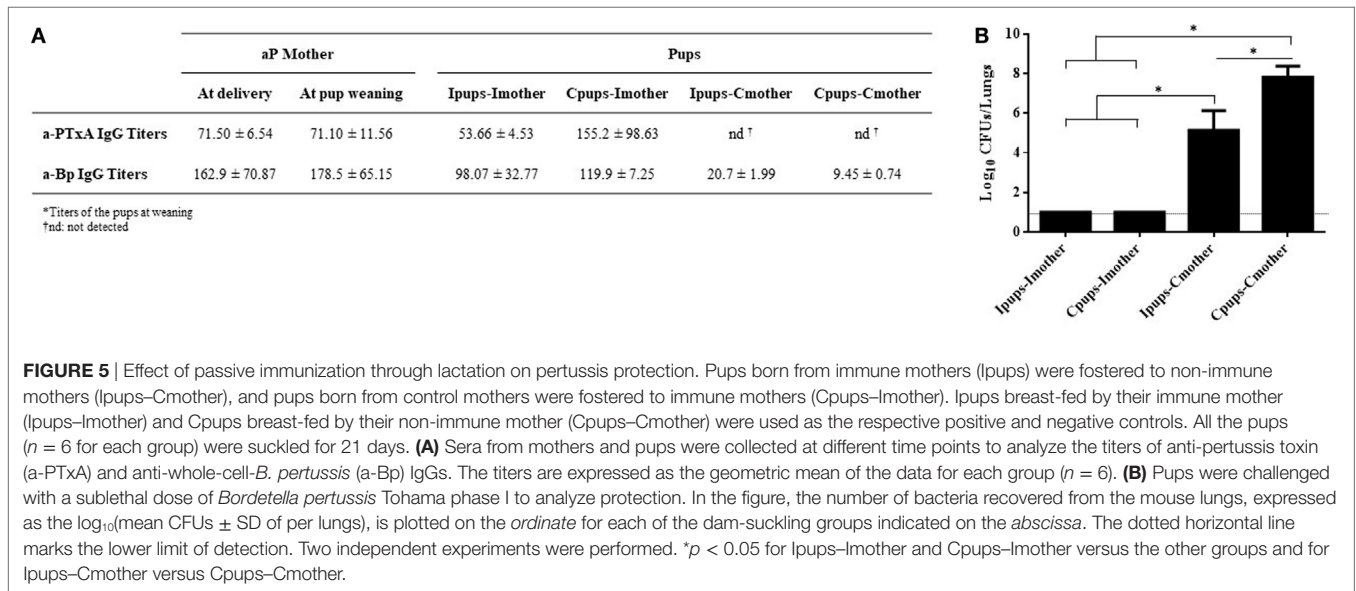 A
aP Mother Pups
At delivery At pup weaning Ipups-Imother Cpups-Imother Ipups-Cmother Cpups-Cmother
a-PTxA IgG Titers 71.50 ± 6.54 71.10 ± 11.56 53.66 ± 4.53 155.2 ± 98.63 nd † nd †
a-Bp IgG Titers 162.9 ± 70.87 178.5 ± 65.15 98.07 ± 32.77 119.9 ± 7.25 20.7 ± 1.99 9.45 ± 0.74
*Titers of the pups at weaning
†nd: not detected
B
Log10 CFUs/Lungs
10
8
6
4
2
0
*
*
*
Ipups-Imother
Cpups-Imother
Ipups-Cmother
Cpups-Cmother
FIGURE 5 | Effect of passive immunization through lactation on pertussis protection. Pups born from immune mothers (Ipups) were fostered to non-immune
mothers (Ipups–Cmother), and pups born from control mothers were fostered to immune mothers (Cpups–Imother). Ipups breast-fed by their immune mother
(Ipups–Imother) and Cpups breast-fed by their non-immune mother (Cpups–Cmother) were used as the respective positive and negative controls. All the pups
(n = 6 for each group) were suckled for 21 days. (A) Sera from mothers and pups were collected at different time points to analyze the titers of anti-pertussis toxin
(a-PTxA) and anti-whole-cell-B. pertussis (a-Bp) IgGs. The titers are expressed as the geometric mean of the data for each group (n = 6). (B) Pups were challenged
with a sublethal dose of Bordetella pertussis Tohama phase I to analyze protection. In the figure, the number of bacteria recovered from the mouse lungs, expressed
as the log10(mean CFUs ± SD of per lungs), is plotted on the ordinate for each of the dam-suckling groups indicated on the abscissa. The dotted horizontal line
marks the lower limit of detection. Two independent experiments were performed. *p < 0.05 for Ipups–Imother and Cpups–Imother versus the other groups and for
Ipups–Cmother versus Cpups–Cmother.